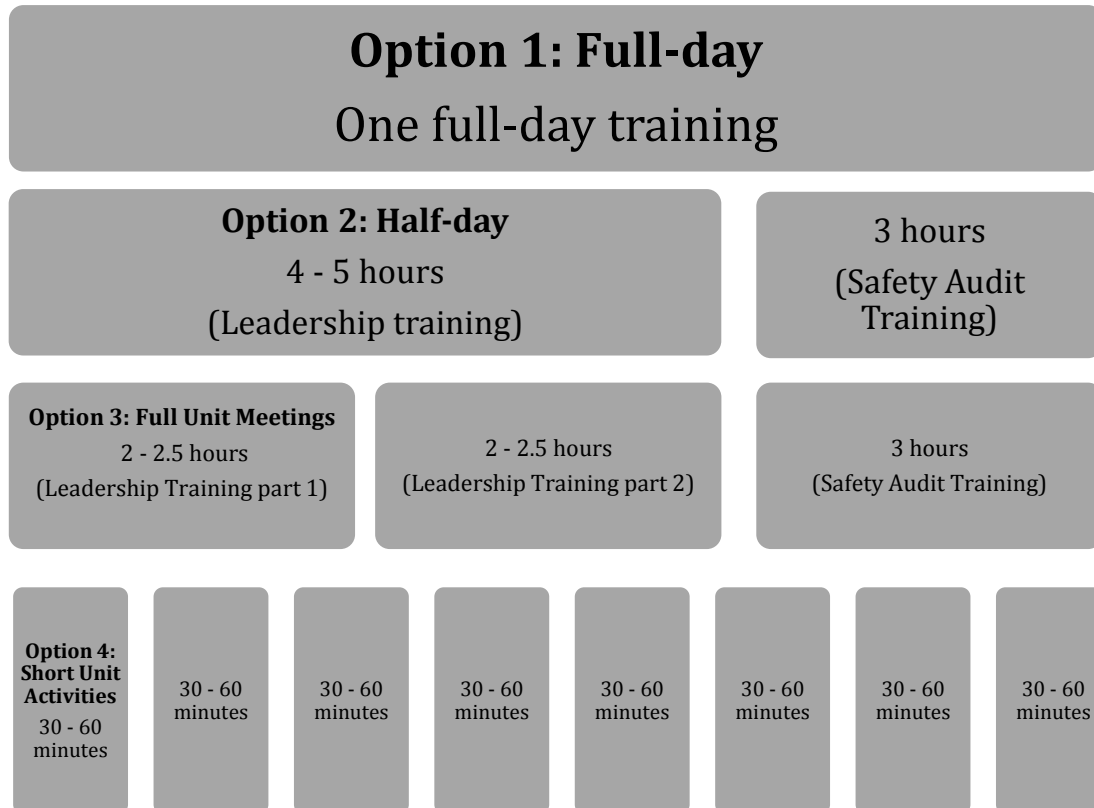 Option 1: Full-day
One full-day training
Option 2: Half-day
4 - 5 hours
(Leadership training)
3 hours
(Safety Audit
Training)
Option 3: Full Unit Meetings
2 - 2.5 hours
(Leadership Training part 1)
2 - 2.5 hours
(Leadership Training part 2)
3 hours
(Safety Audit Training)
Option 4:
Short Unit
Activities
30 - 60
minutes
30 - 60
minutes
30 - 60
minutes
30 - 60
minutes
30 - 60
minutes
30 - 60
minutes
30 - 60
minutes
30 - 60
minutes